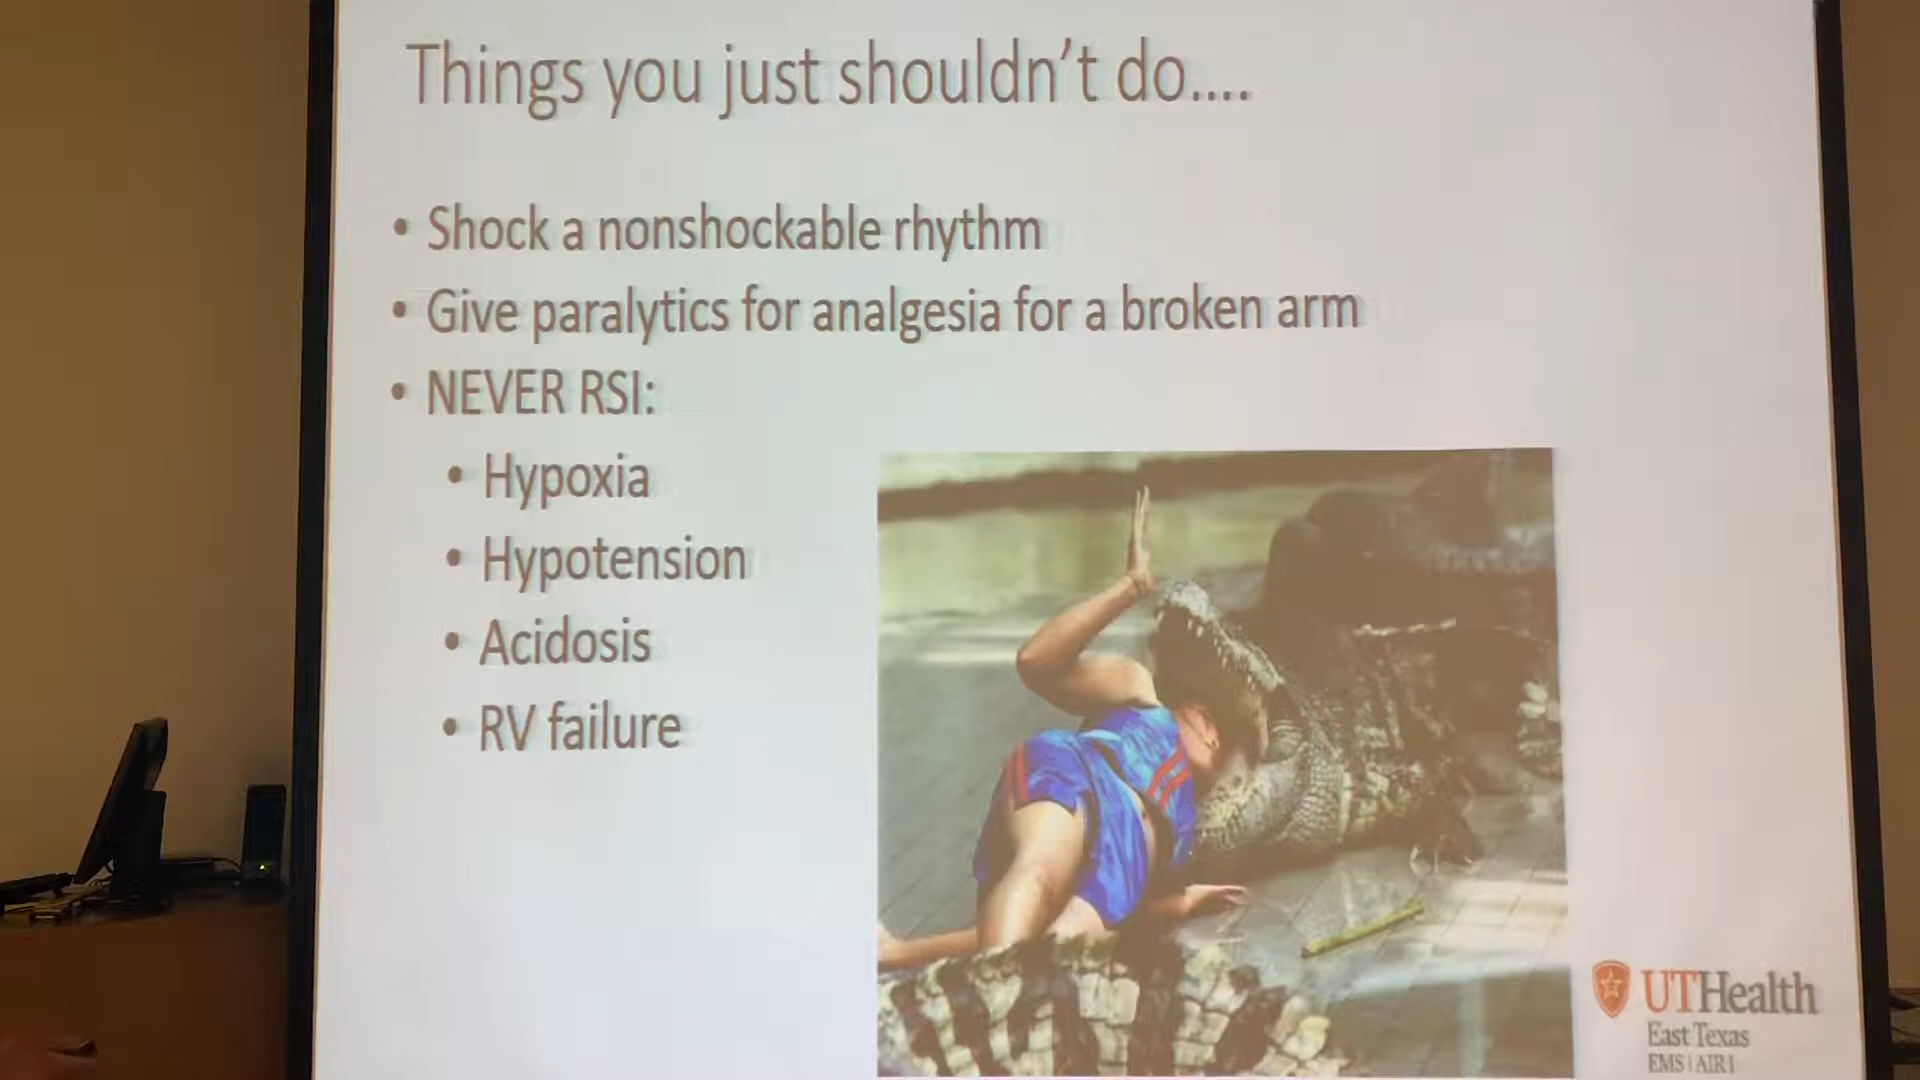 Things you just shouldn't do....
• Shock a nonshockable rhythm
• Give paralytics for analgesia for a broken arm
• NEVER RSI:
• Hypoxia
• Hypotension
• Acidosis
• RV failure
UTHealth
East Texas
EMS | AIR 1